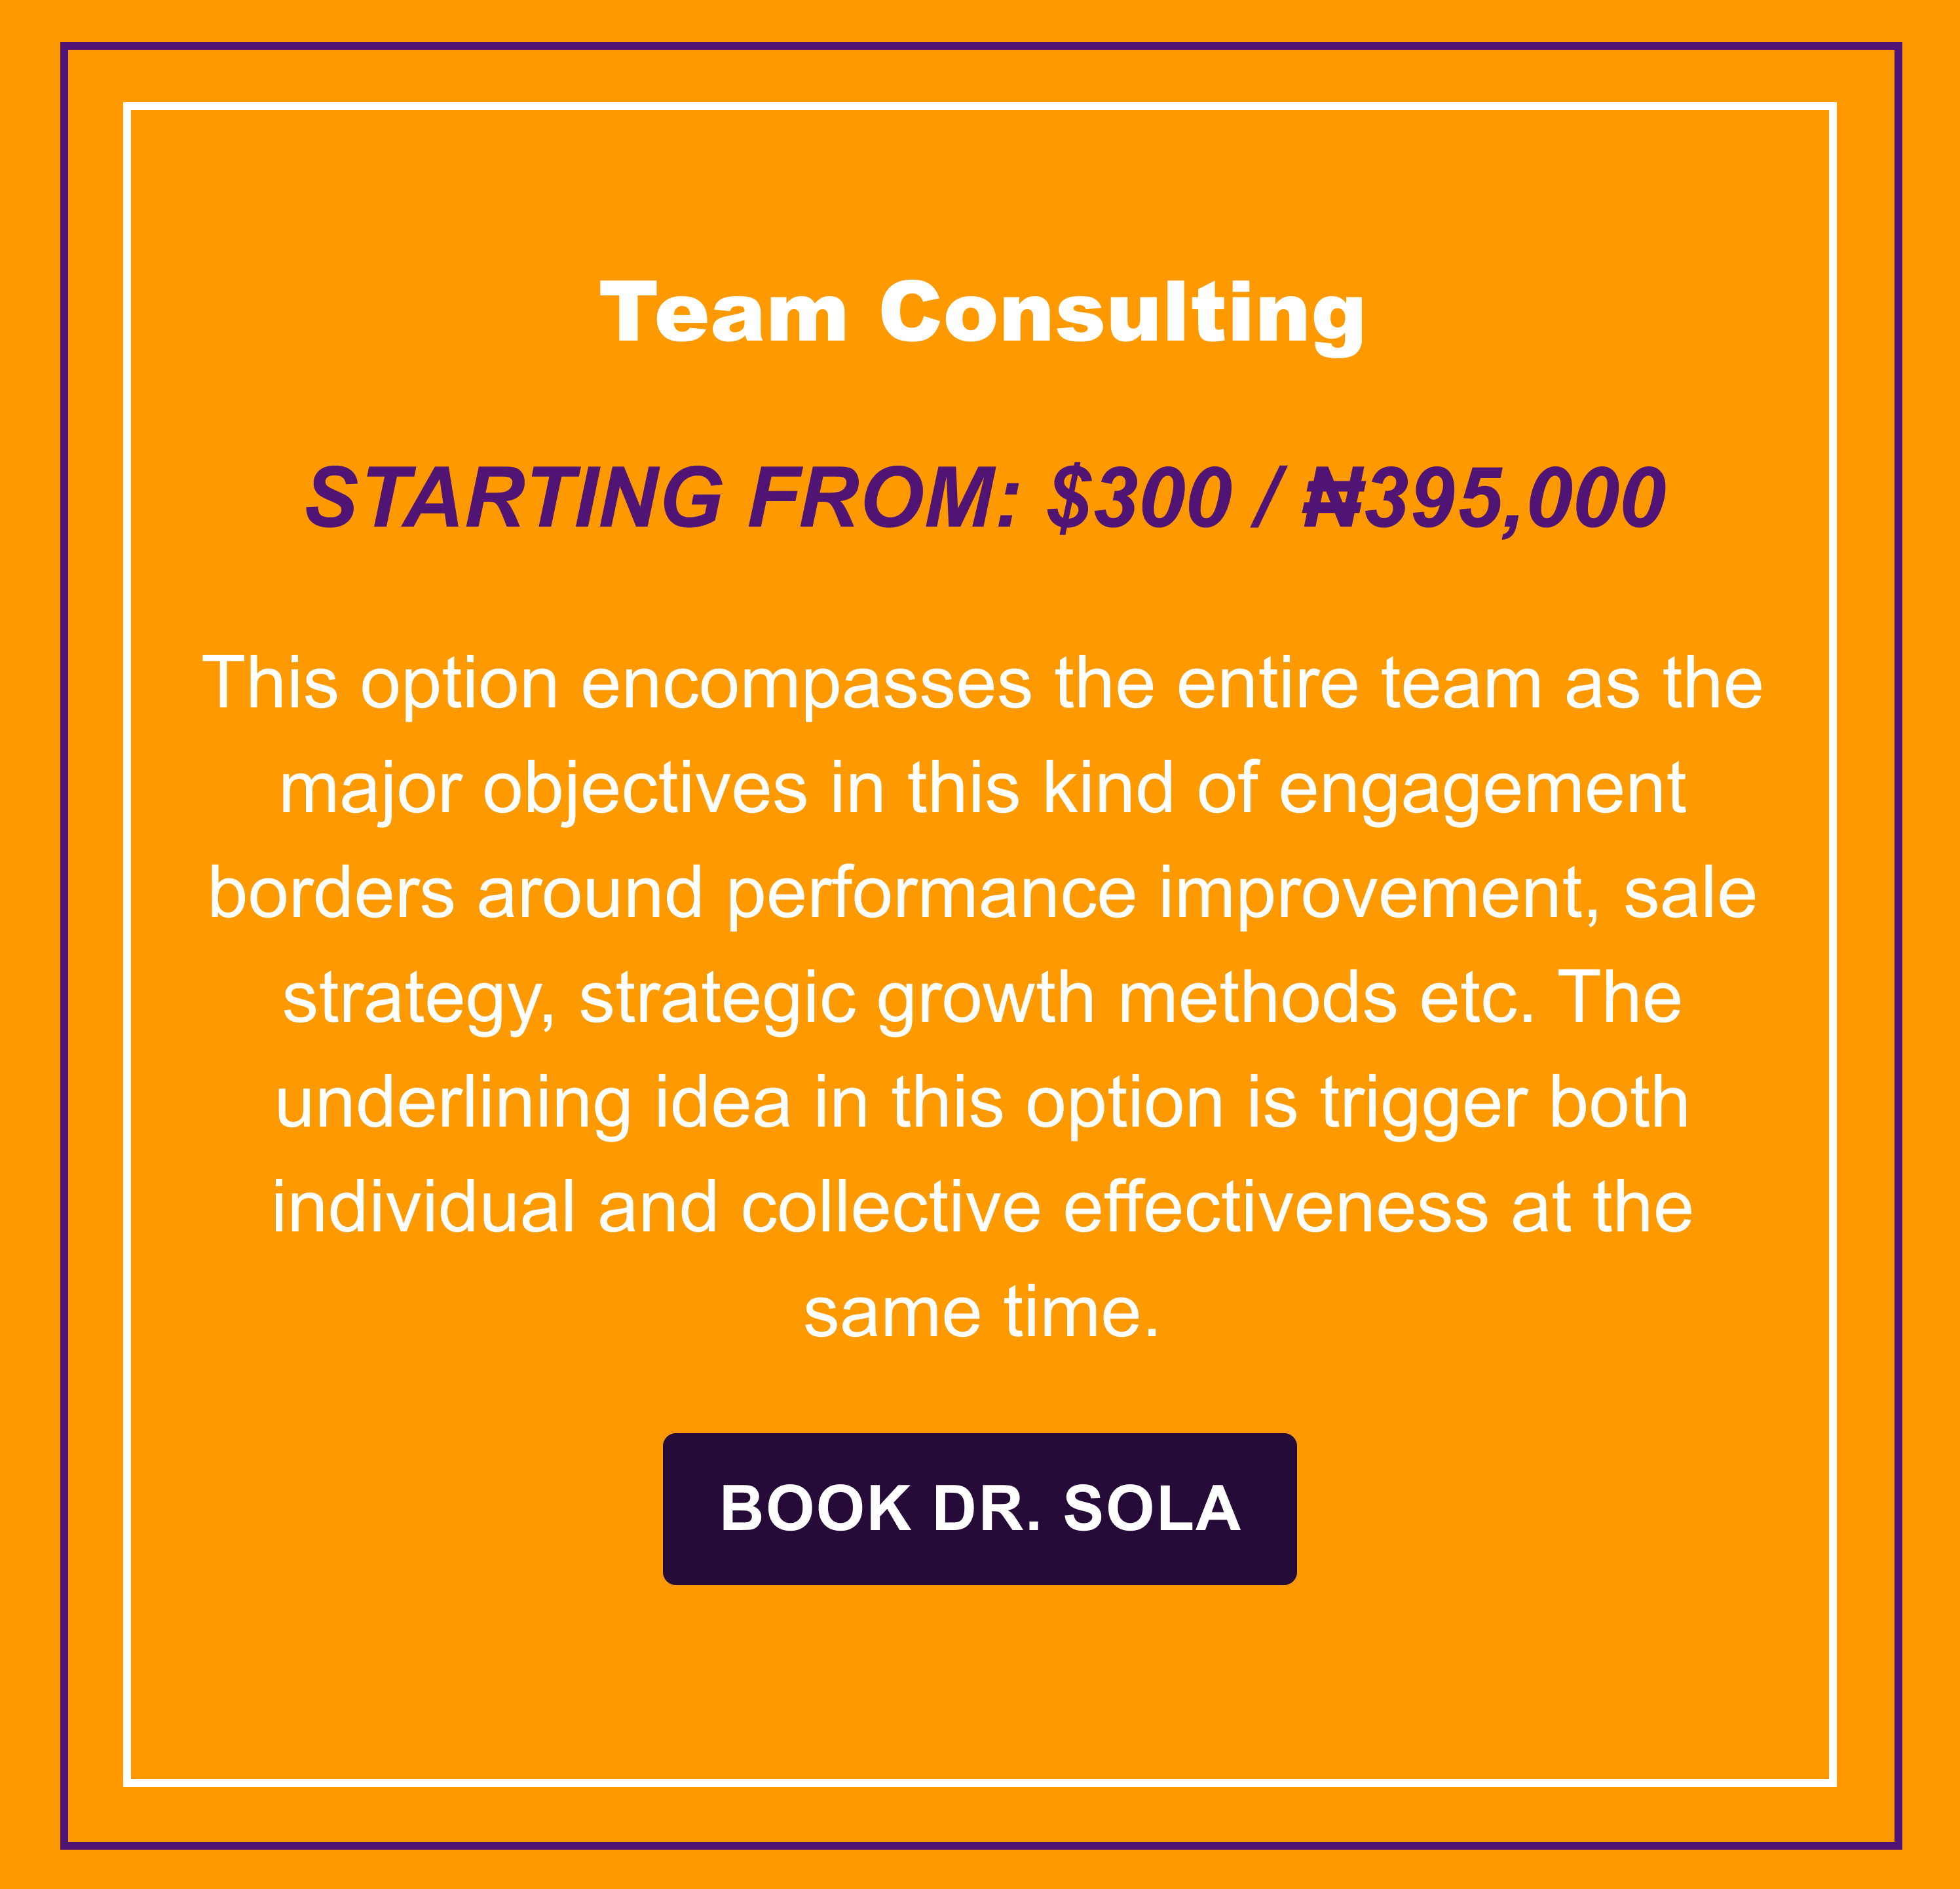 Team Consulting
STARTING FROM: $300 / ₦395,000
This option encompasses the entire team as the
major objectives in this kind of engagement
borders around performance improvement, sale
strategy, strategic growth methods etc. The
underlining idea in this option is trigger both
individual and collective effectiveness at the
same time.
BOOK DR. SOLA